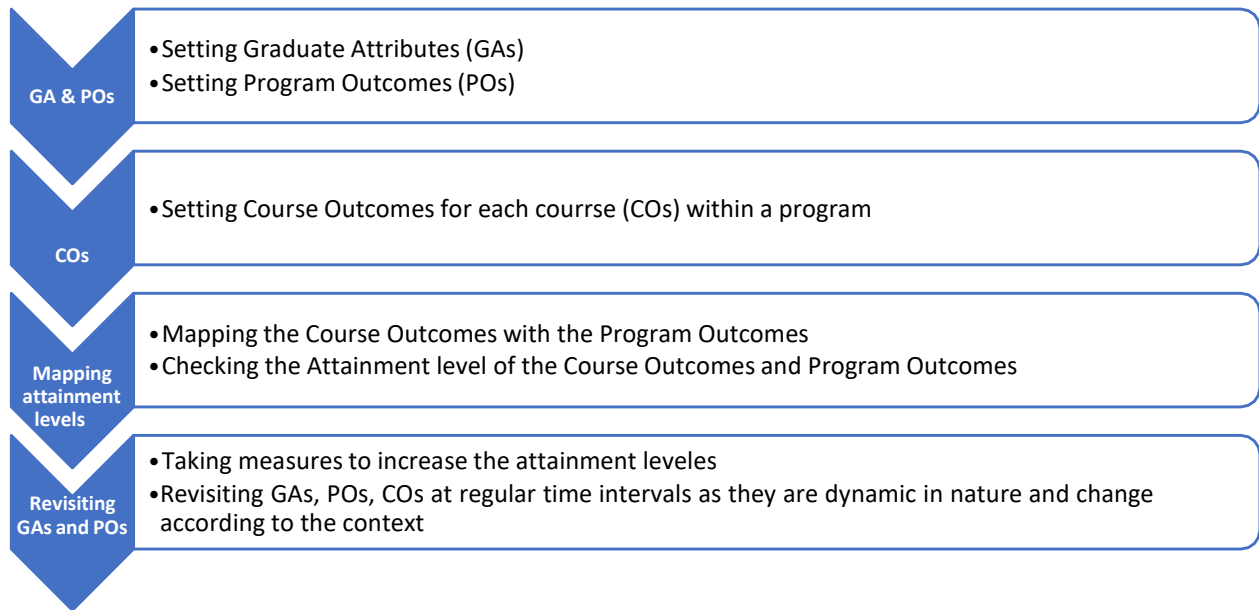 GA & POs
•Setting Graduate Attributes (GAs)
•Setting Program Outcomes (POs)
COs
•Setting Course Outcomes for each courrse (COs) within a program
Mapping
attainment
levels
•Mapping the Course Outcomes with the Program Outcomes
•Checking the Attainment level of the Course Outcomes and Program Outcomes
Revisiting
GAs and POs
•Taking measures to increase the attainment leveles
•Revisiting GAs, POs, COs at regular time intervals as they are dynamic in nature and change
according to the context